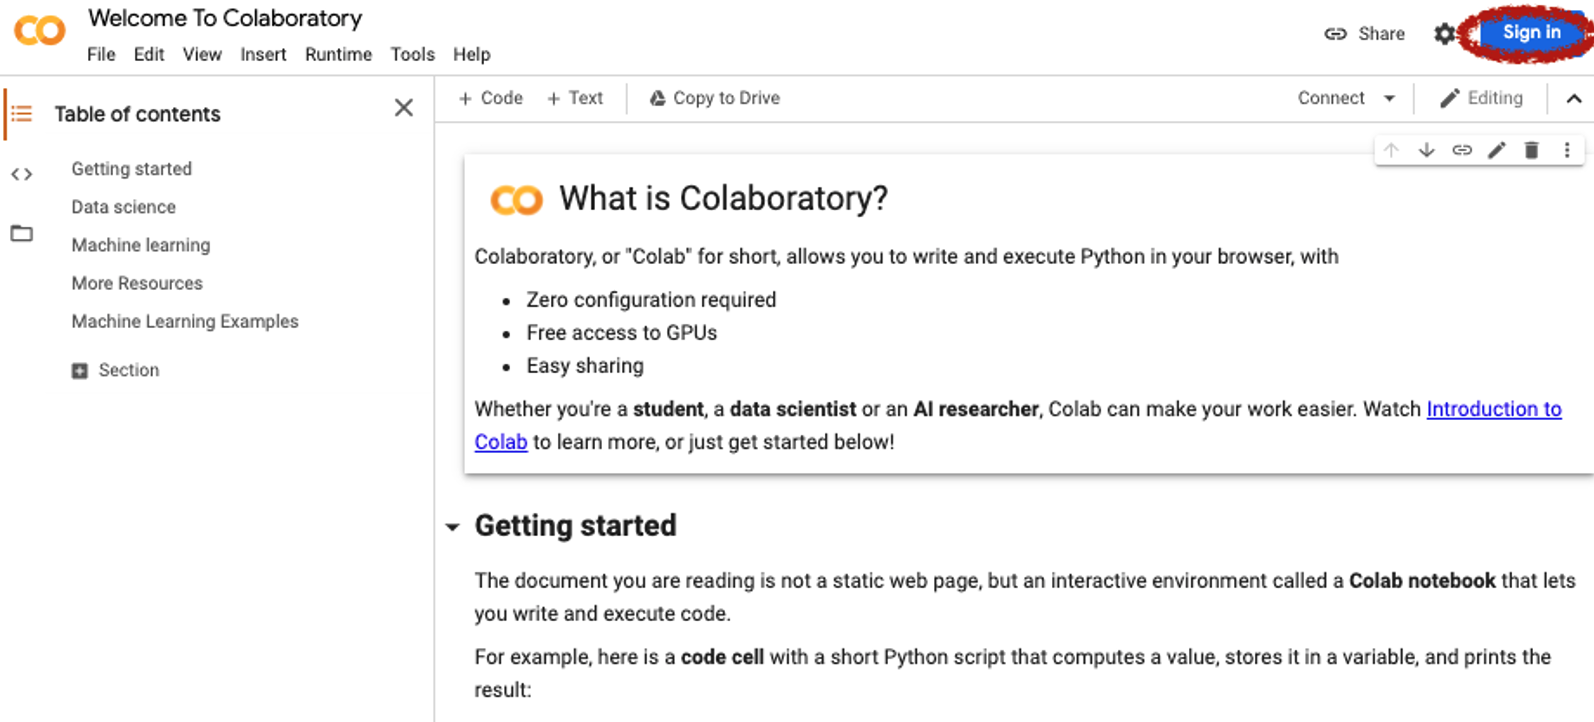 Welcome To Colaboratory
File Edit View Insert Runtime Tools Help
Share
Sign in
Table of contents
Getting started
Data science
Machine learning
More Resources
Machine Learning Examples
Section
+ Code + Text Copy to Drive
Connect
Editing
CO What is Colaboratory?
Colaboratory, or "Colab" for short, allows you to write and execute Python in your browser, with
• Zero configuration required
• Free access to GPUs
• Easy sharing
Whether you're a student, a data scientist or an AI researcher, Colab can make your work easier. Watch Introduction to
Colab to learn more, or just get started below!
Getting started
The document you are reading is not a static web page, but an interactive environment called a Colab notebook that lets
you write and execute code.
For example, here is a code cell with a short Python script that computes a value, stores it in a variable, and prints the
result: